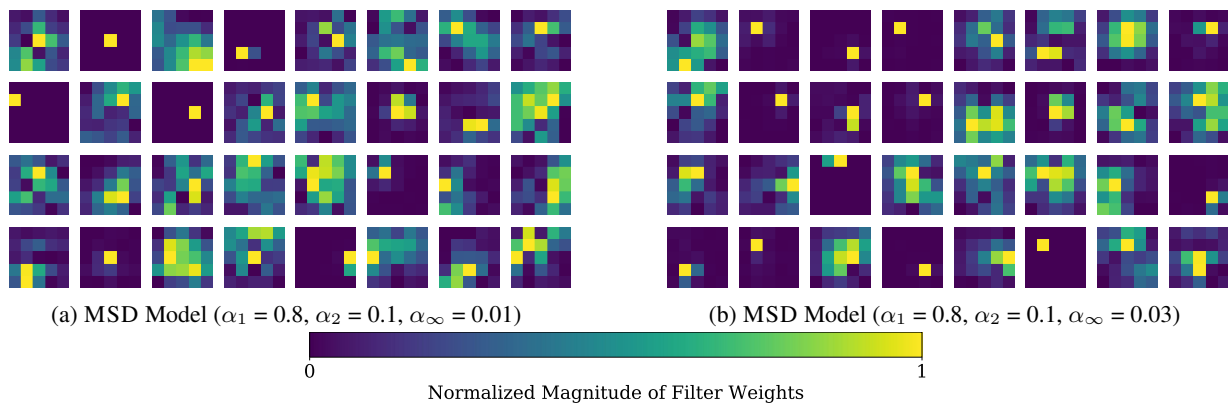 (a) MSD Model (α₁ = 0.8, α₂ = 0.1, α∞ = 0.01)
(b) MSD Model (α₁ = 0.8, α₂ = 0.1, α∞ = 0.03)
0 1
Normalized Magnitude of Filter Weights